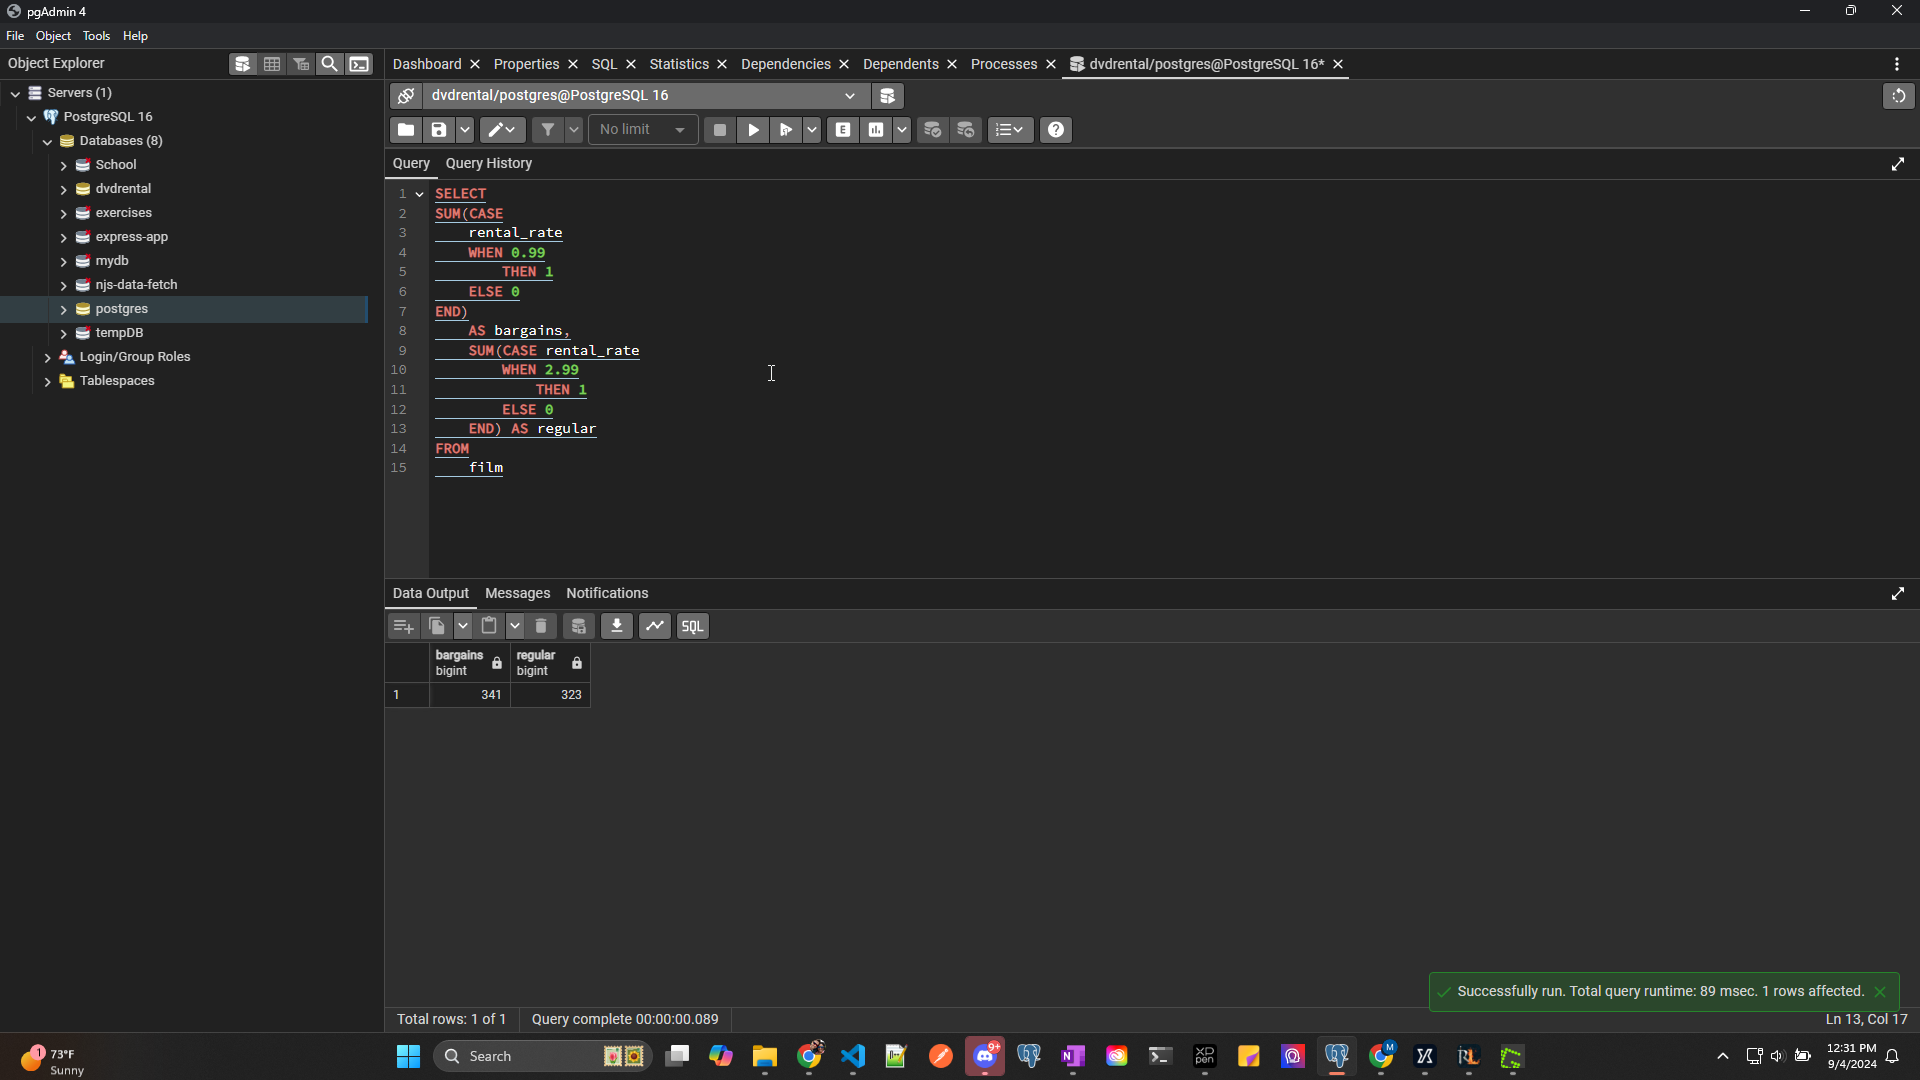 pgAdmin 4
File Object Tools Help
Object Explorer
Dashboard Properties SQL Statistics Dependencies Dependents Processes dvdrental/postgres@PostgreSQL 16*
Servers (1)
PostgreSQL 16
Databases (8)
School
dvdrental
exercises
express-app
mydb
njs-data-fetch
postgres
tempDB
Login/Group Roles
Tablespaces
dvdrental/postgres@PostgreSQL 16
No limit
E
Query Query History
1 SELECT
2 SUM(CASE
3 rental_rate
4 WHEN 0.99
5 THEN 1
6 ELSE 0
7 END)
8 AS bargains,
9 SUM(CASE rental_rate
10 WHEN 2.99
11 THEN 1
12 ELSE 0
13 END) AS regular
14 FROM
15 film
Data Output Messages Notifications
SQL
bargains regular
bigint bigint
1 341 323
Successfully run. Total query runtime: 89 msec. 1 rows affected.
Total rows: 1 of 1 Query complete 00:00:00.089 Ln 13, Col 17
1 73°F
Sunny
Search
9+
XP
pen
M
12:31 PM
9/4/2024